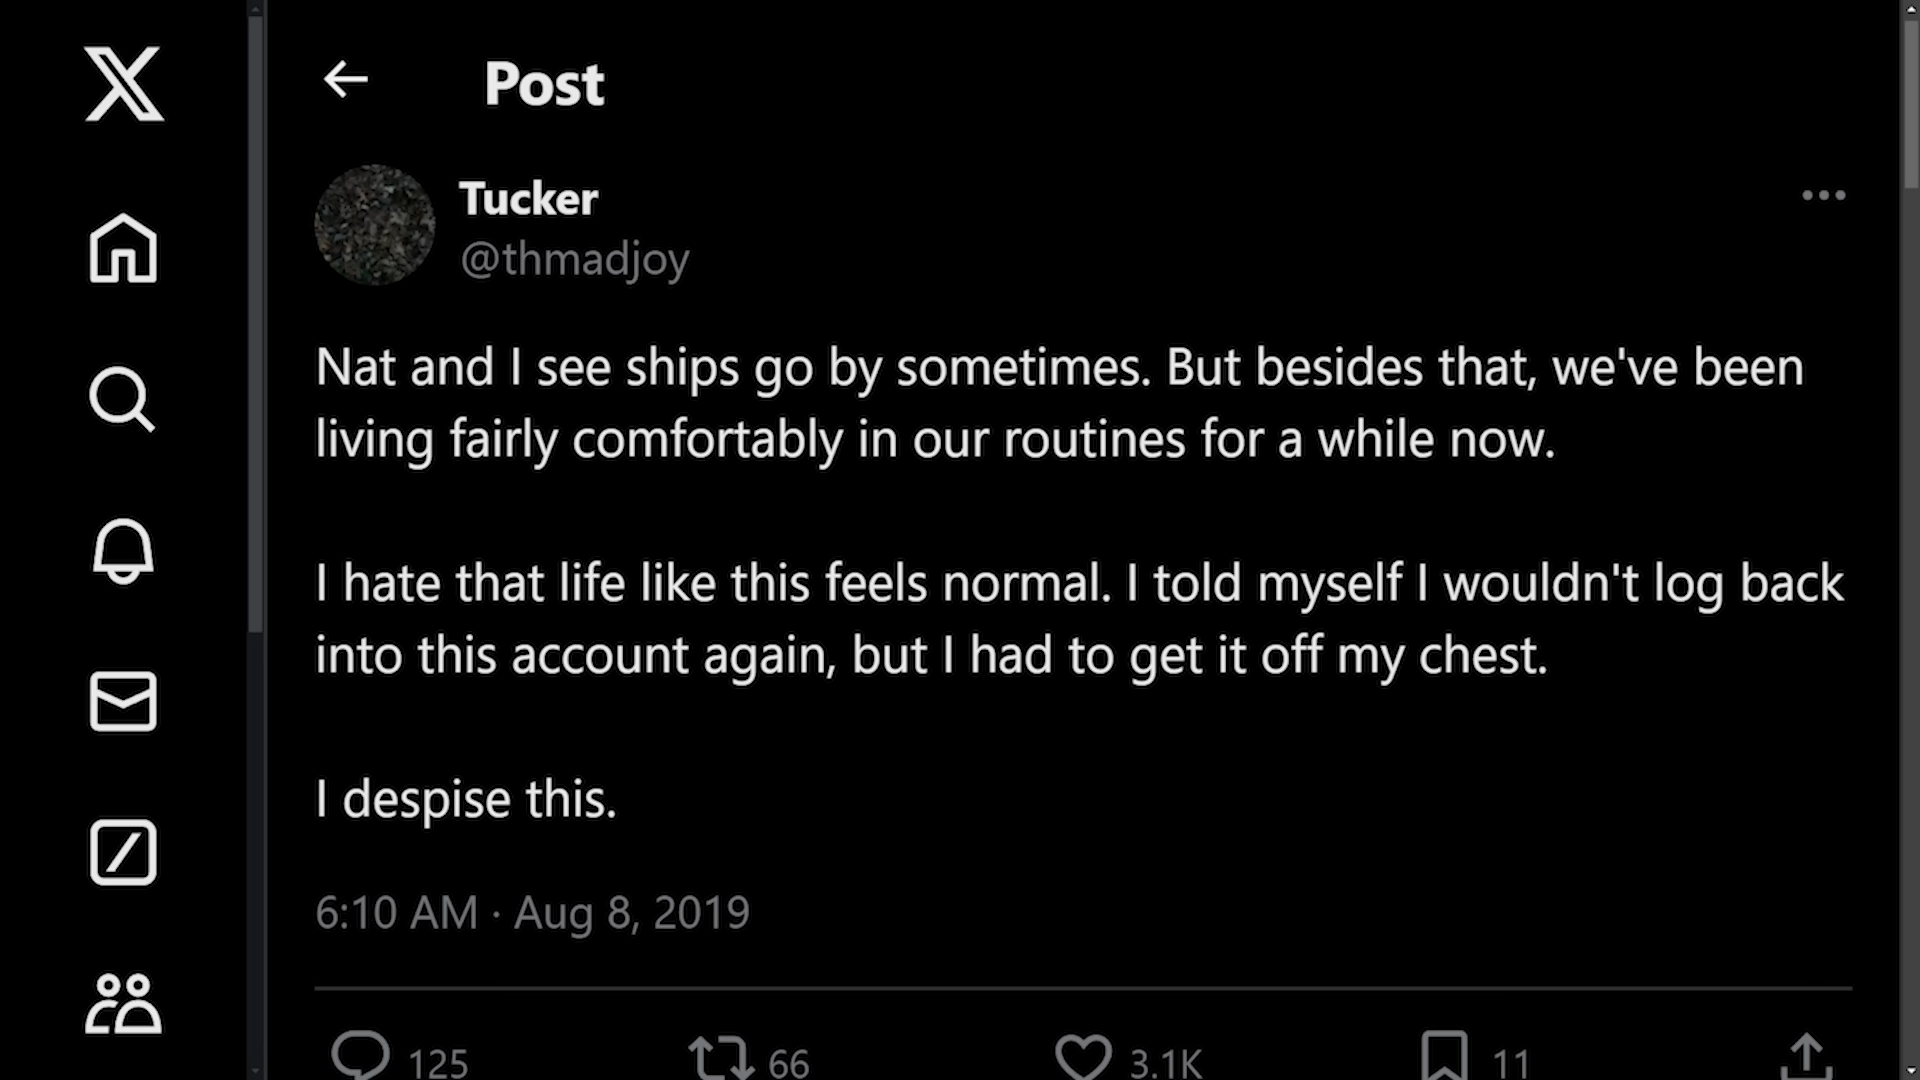 Post
Tucker
@thmadjoy
Nat and I see ships go by sometimes. But besides that, we've been
living fairly comfortably in our routines for a while now.
I hate that life like this feels normal. I told myself I wouldn't log back
into this account again, but I had to get it off my chest.
I despise this.
6:10 AM · Aug 8, 2019
125 66 3.1K 11